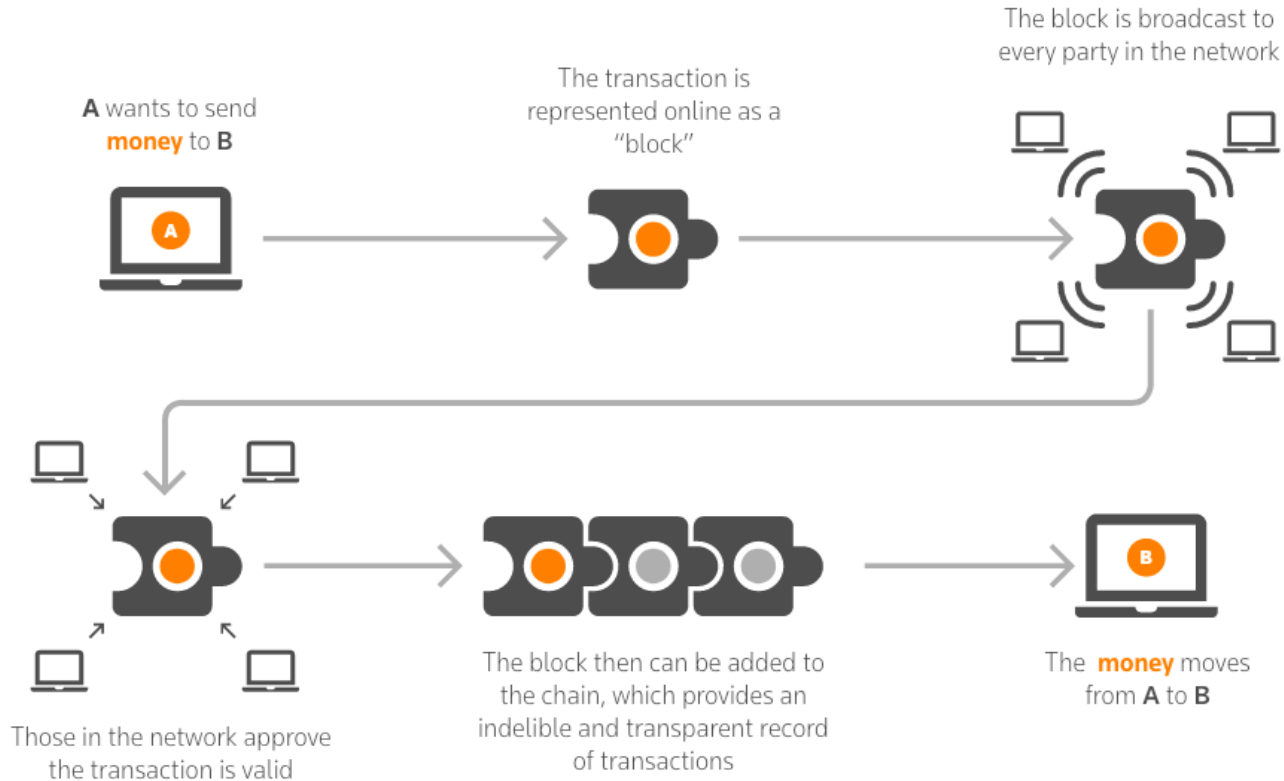 A wants to send
money to B
A
The transaction is
represented online as a
“block”
The block is broadcast to
every party in the network
Those in the network approve
the transaction is valid
The block then can be added to
the chain, which provides an
indelible and transparent record
of transactions
B
The money moves
from A to B